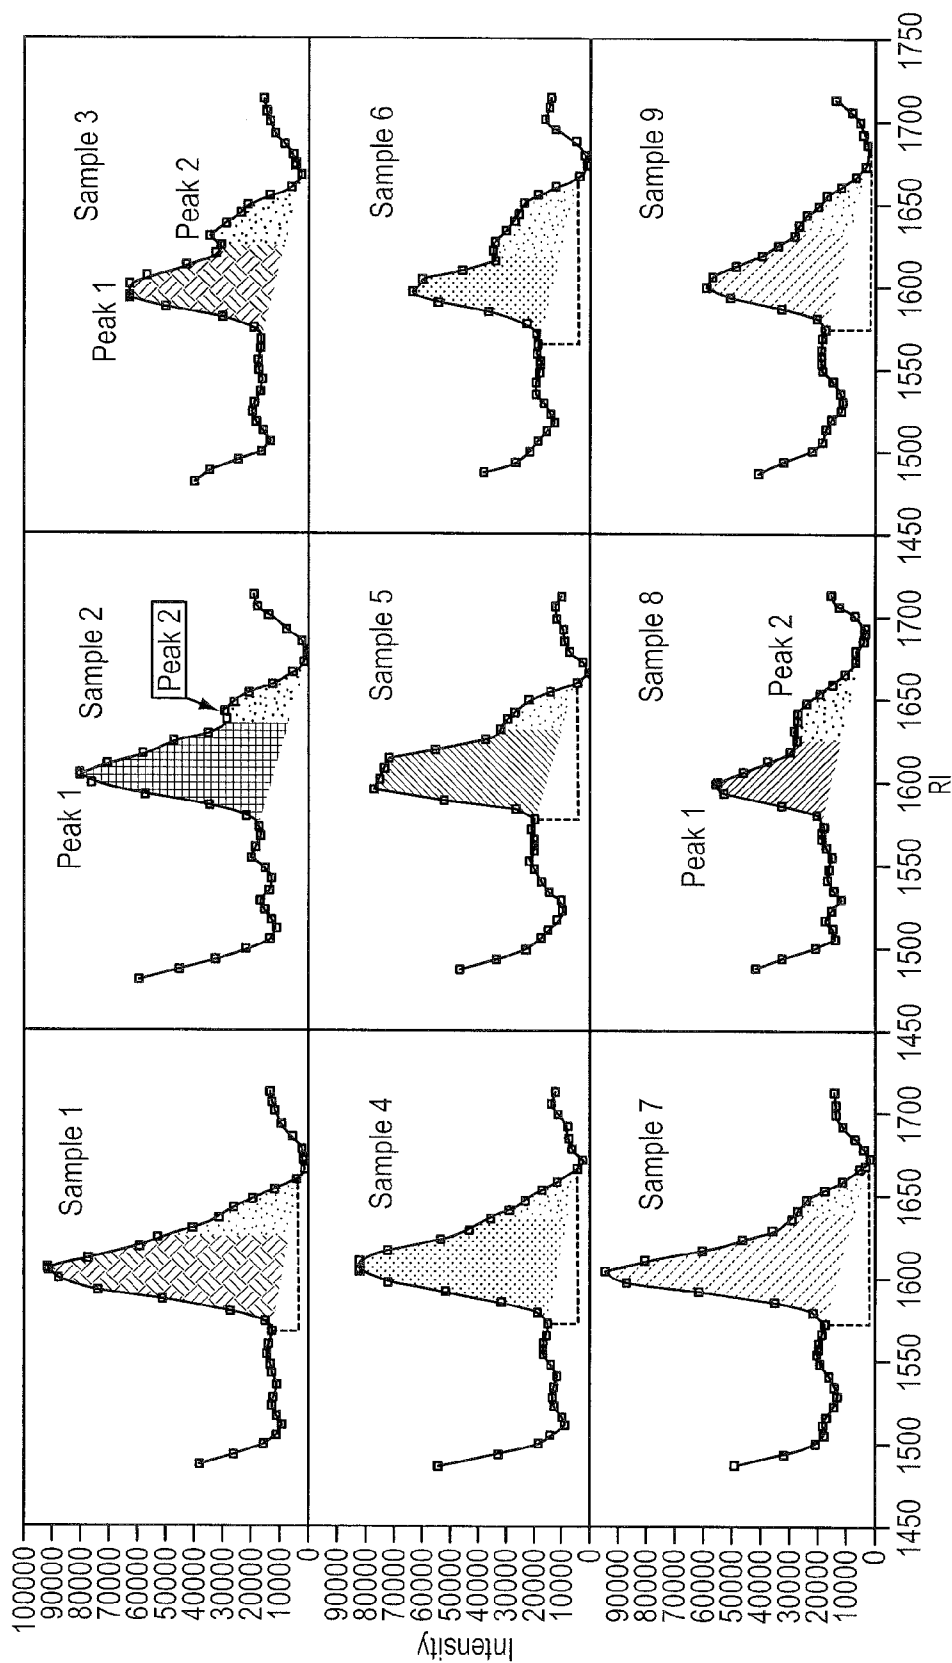 Intensity
100000
90000
80000
70000
60000
50000
40000
30000
20000
10000
0
Sample 1
Peak 1
Sample 2
Peak 2
Peak 1
Sample 3
Peak 2
90000
80000
70000
60000
50000
40000
30000
20000
10000
0
Sample 4
Sample 5
Sample 6
90000
80000
70000
60000
50000
40000
30000
20000
10000
0
Sample 7
Peak 1
Sample 8
Peak 2
Sample 9
1450 1500 1550 1600 1650 1700 1450 1500 1550 1600 1650 1700 1450 1500 1550 1600 1650 1700 1750
RI